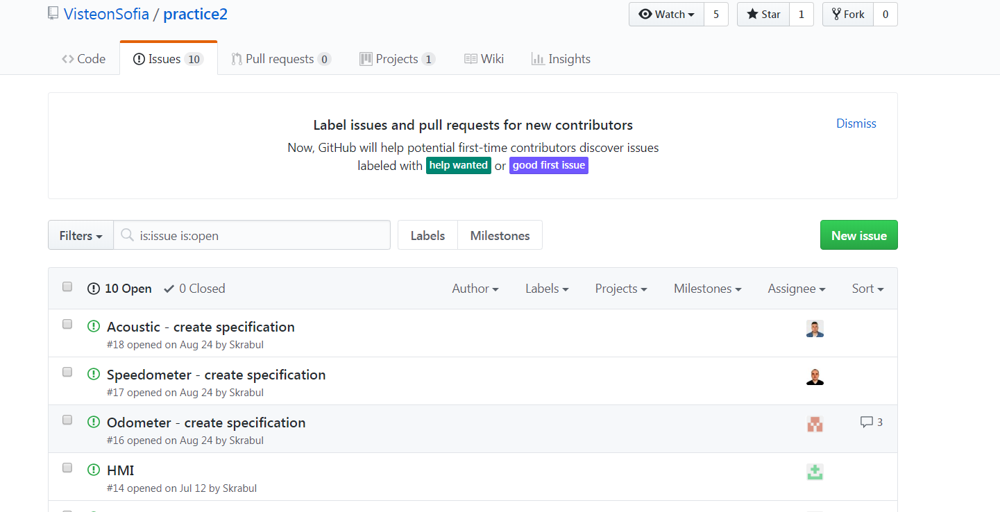 VisteonSofia / practice2
Watch 5 Star 1 Fork 0
Code Issues 10 Pull requests 0 Projects 1 Wiki Insights
Label issues and pull requests for new contributors
Dismiss
Now, GitHub will help potential first-time contributors discover issues
labeled with help wanted or good first issue
Filters is:issue is:open Labels Milestones New issue
10 Open 0 Closed Author Labels Projects Milestones Assignee Sort
Acoustic - create specification
#18 opened on Aug 24 by Skrabul
Speedometer - create specification
#17 opened on Aug 24 by Skrabul
Odometer - create specification 3
#16 opened on Aug 24 by Skrabul
HMI
#14 opened on Jul 12 by Skrabul